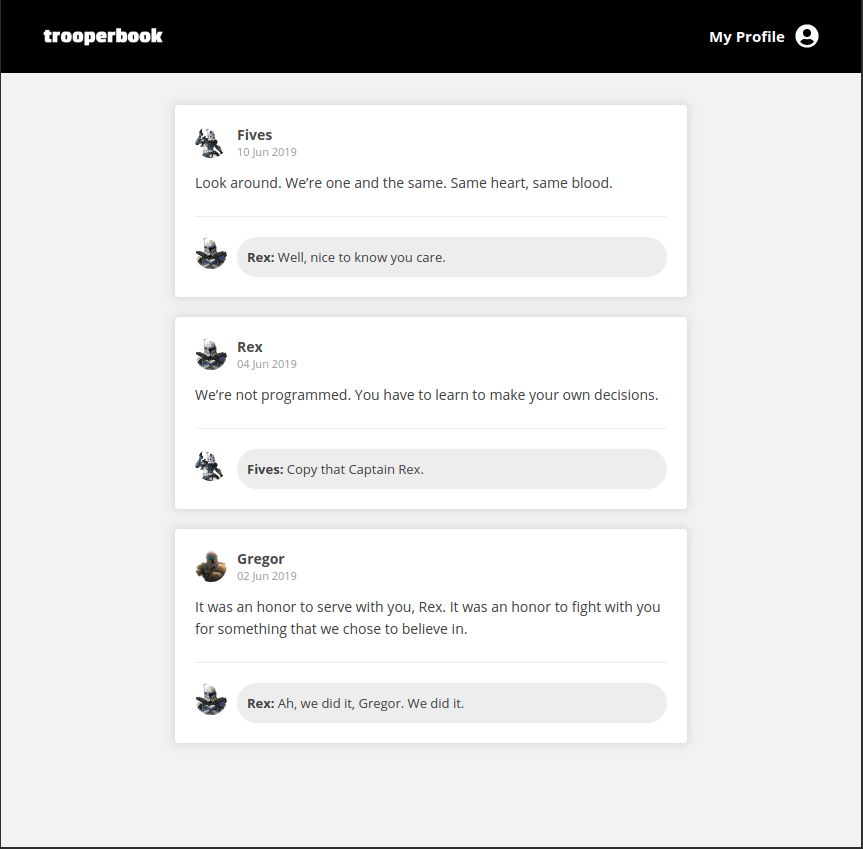 trooperbook
My Profile
Fives
10 Jun 2019
Look around. We’re one and the same. Same heart, same blood.
Rex: Well, nice to know you care.
Rex
04 Jun 2019
We’re not programmed. You have to learn to make your own decisions.
Fives: Copy that Captain Rex.
Gregor
02 Jun 2019
It was an honor to serve with you, Rex. It was an honor to fight with you
for something that we chose to believe in.
Rex: Ah, we did it, Gregor. We did it.